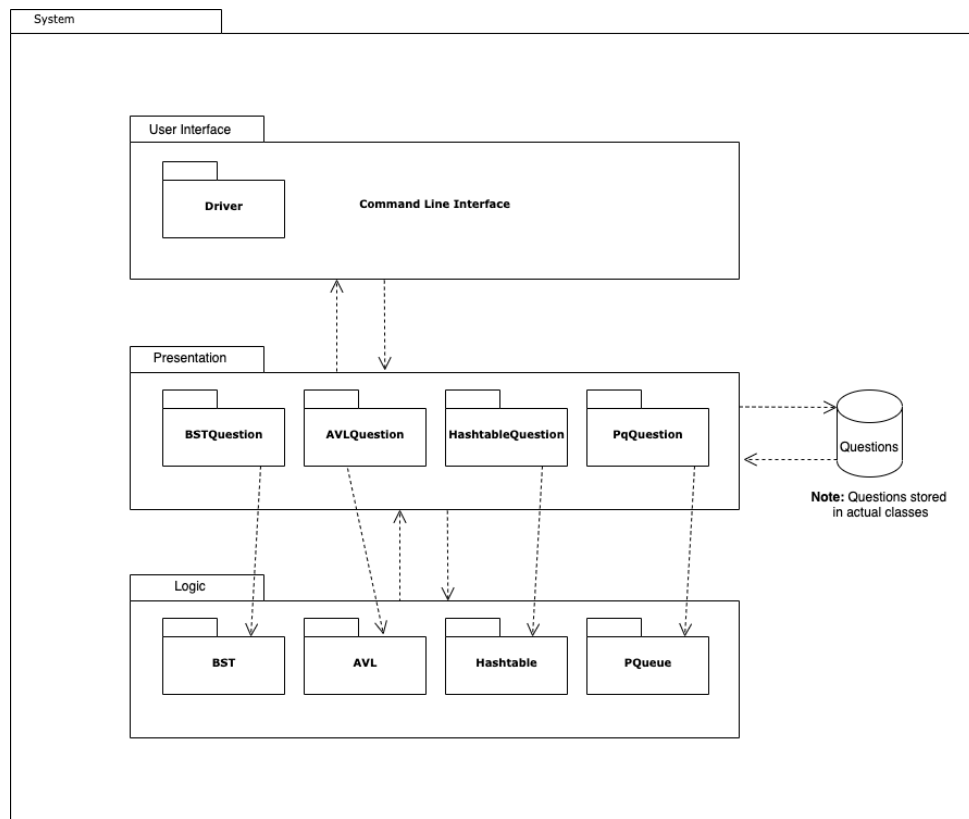 System
User Interface
Driver
Command Line Interface
Presentation
BSTQuestion
AVLQuestion
HashtableQuestion
PqQuestion
Questions
Note: Questions stored
in actual classes
Logic
BST
AVL
Hashtable
PQueue